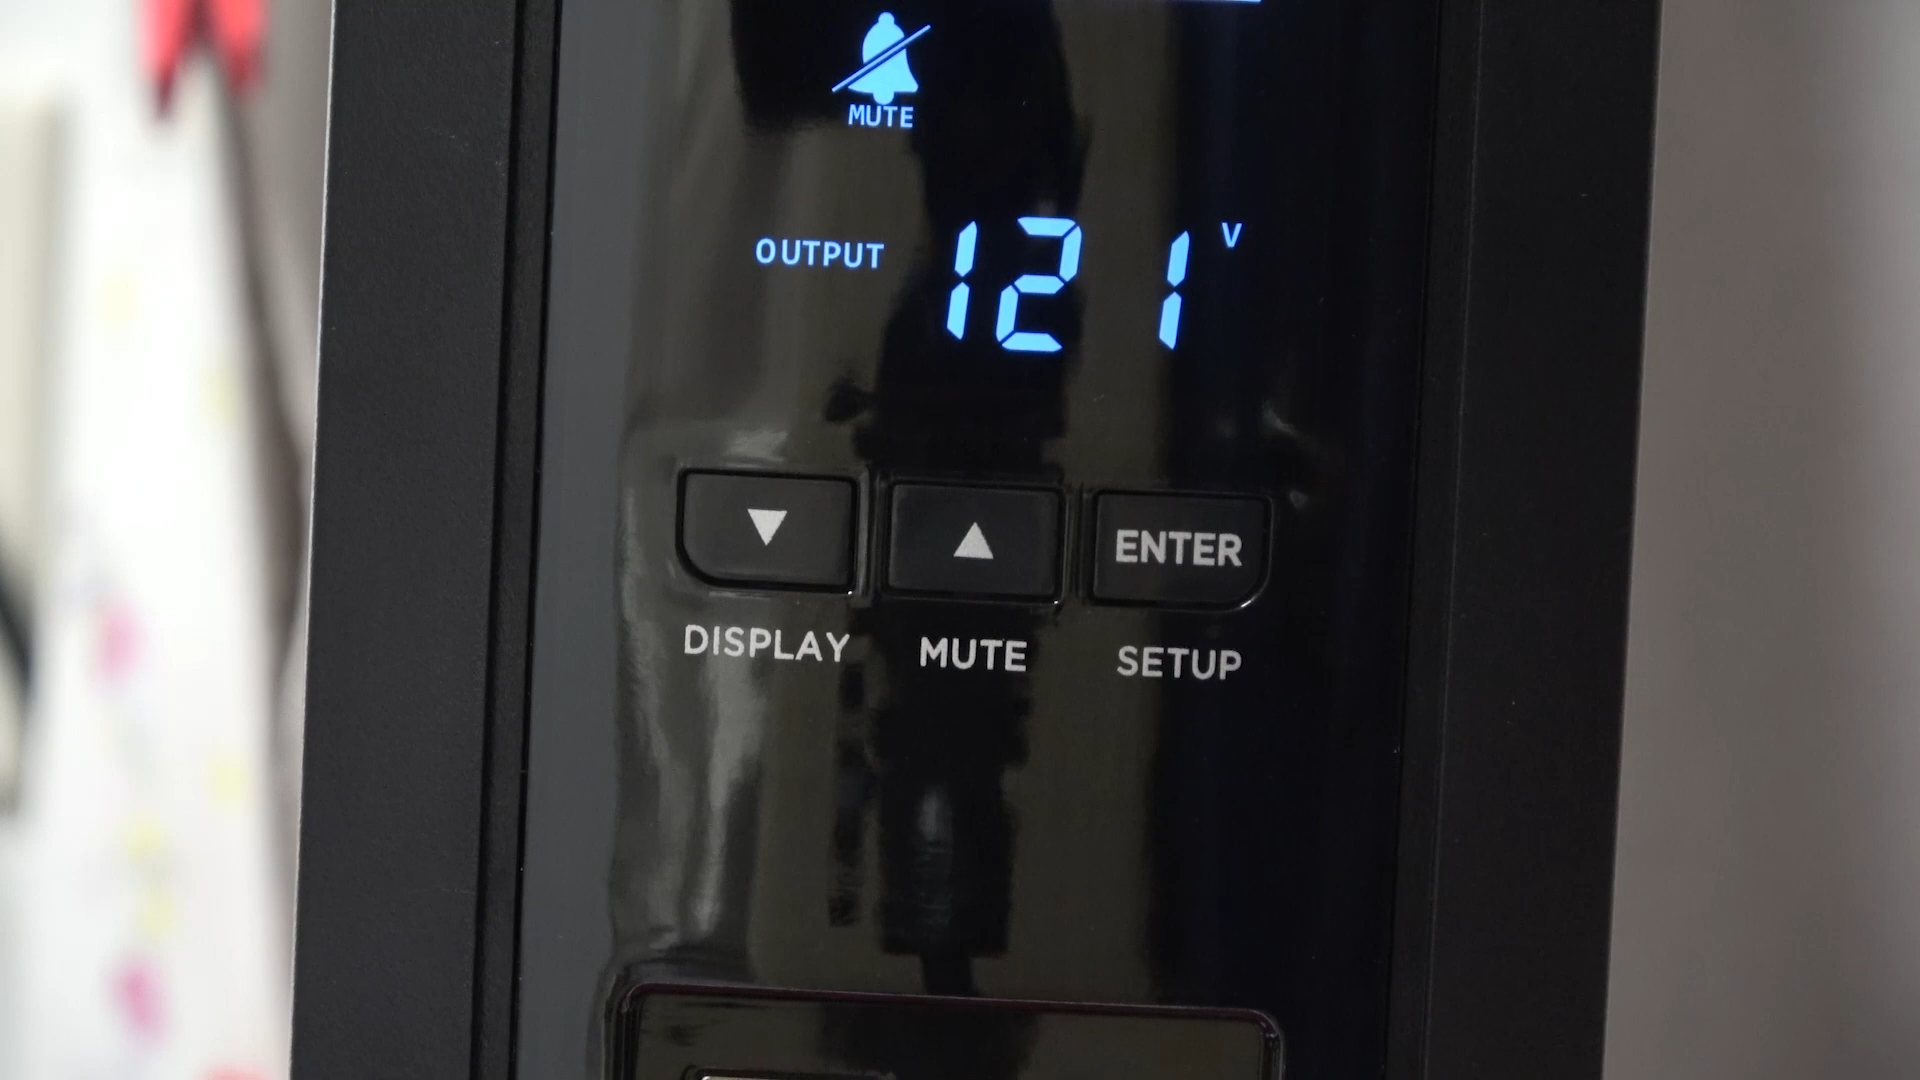 MUTE
OUTPUT 121 V
▼ ▲ ENTER
DISPLAY MUTE SETUP